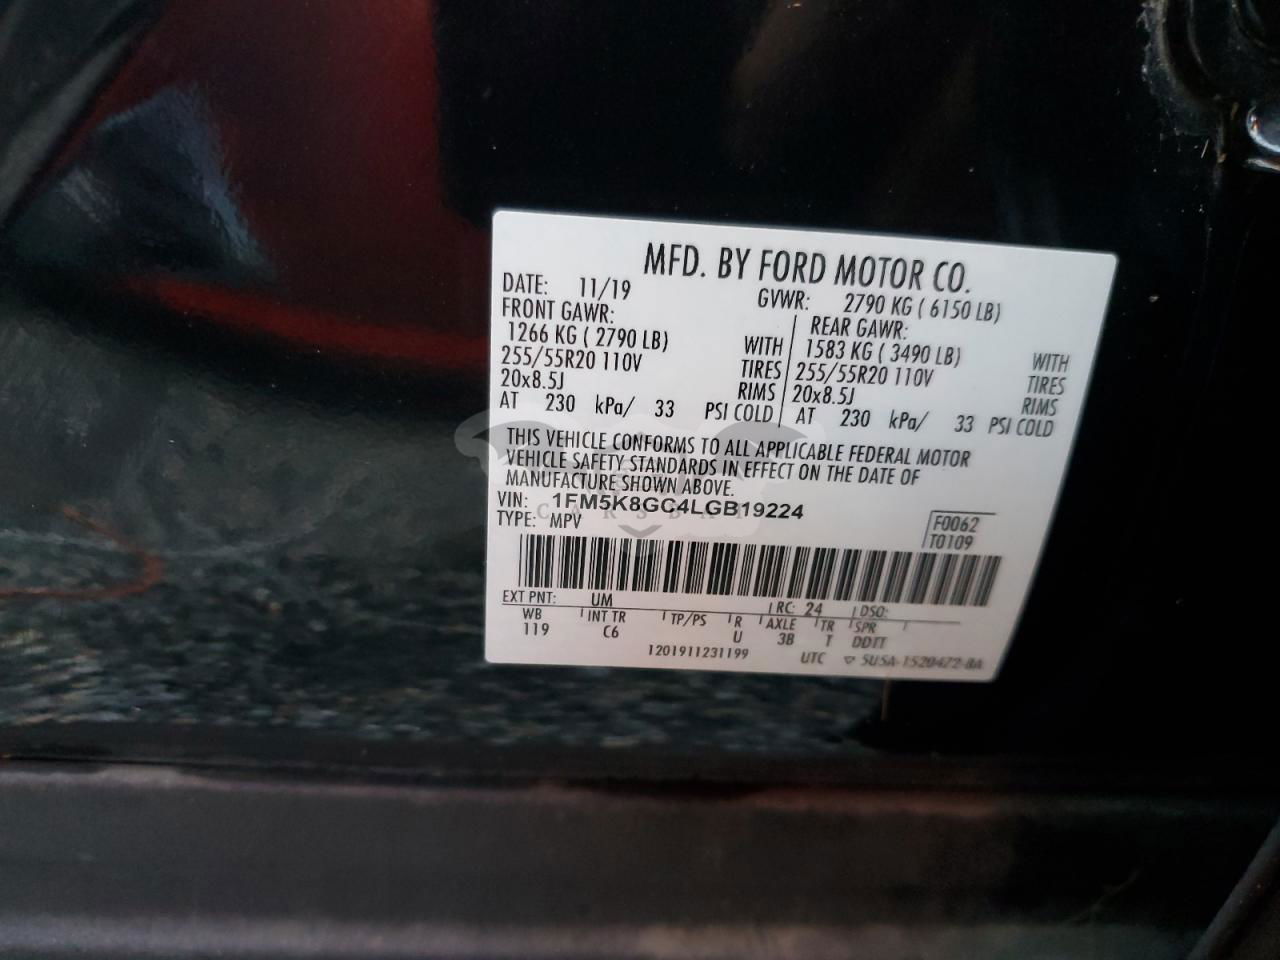 MFD. BY FORD MOTOR CO.
DATE: 11/19 GVWR: 2790 KG ( 6150 LB)
FRONT GAWR: REAR GAWR:
1266 KG ( 2790 LB) WITH 1583 KG ( 3490 LB) WITH
255/55R20 110V TIRES 255/55R20 110V TIRES
20x8.5J RIMS 20x8.5J RIMS
AT 230 kPa/ 33 PSI COLD AT 230 kPa/ 33 PSI COLD
THIS VEHICLE CONFORMS TO ALL APPLICABLE FEDERAL MOTOR
VEHICLE SAFETY STANDARDS IN EFFECT ON THE DATE OF
MANUFACTURE SHOWN ABOVE.
VIN: 1FM5K8GC4LGB19224
TYPE: MPV
F0062
T0109
EXT PNT: UM RC: 24 DSO:
WB INT TR TP/PS R AXLE TR SPR
119 C6 U 3B T DDTT
1201911231199 UTC ▽ 5U5A-1520472-BA
CARSBAT